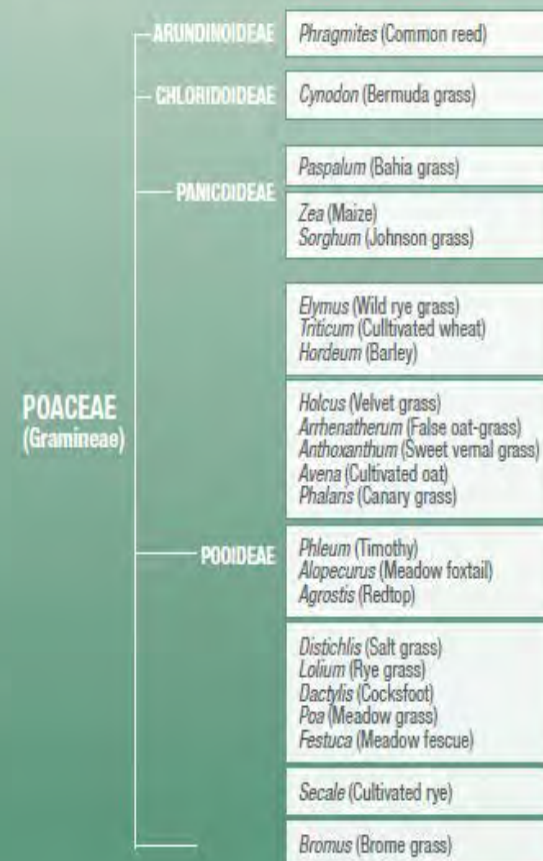 ARUNDINOIDEAE
Phragmites (Common reed)
CHLORIDOIDEAE
Cynodon (Bermuda grass)
PANICOIDEAE
Paspalum (Bahia grass)
Zea (Maize)
Sorghum (Johnson grass)
POACEAE
(Gramineae)
POOIDEAE
Elymus (Wild rye grass)
Triticum (Culltivated wheat)
Hordeum (Barley)
Holcus (Velvet grass)
Arrhenatherum (False oat-grass)
Anthoxanthum (Sweet vernal grass)
Avena (Cultivated oat)
Phalaris (Canary grass)
Phleum (Timothy)
Alopecurus (Meadow foxtail)
Agrostis (Redtop)
Distichlis (Salt grass)
Lolium (Rye grass)
Dactylis (Cocksfoot)
Poa (Meadow grass)
Festuca (Meadow fescue)
Secale (Cultivated rye)
Bromus (Brome grass)